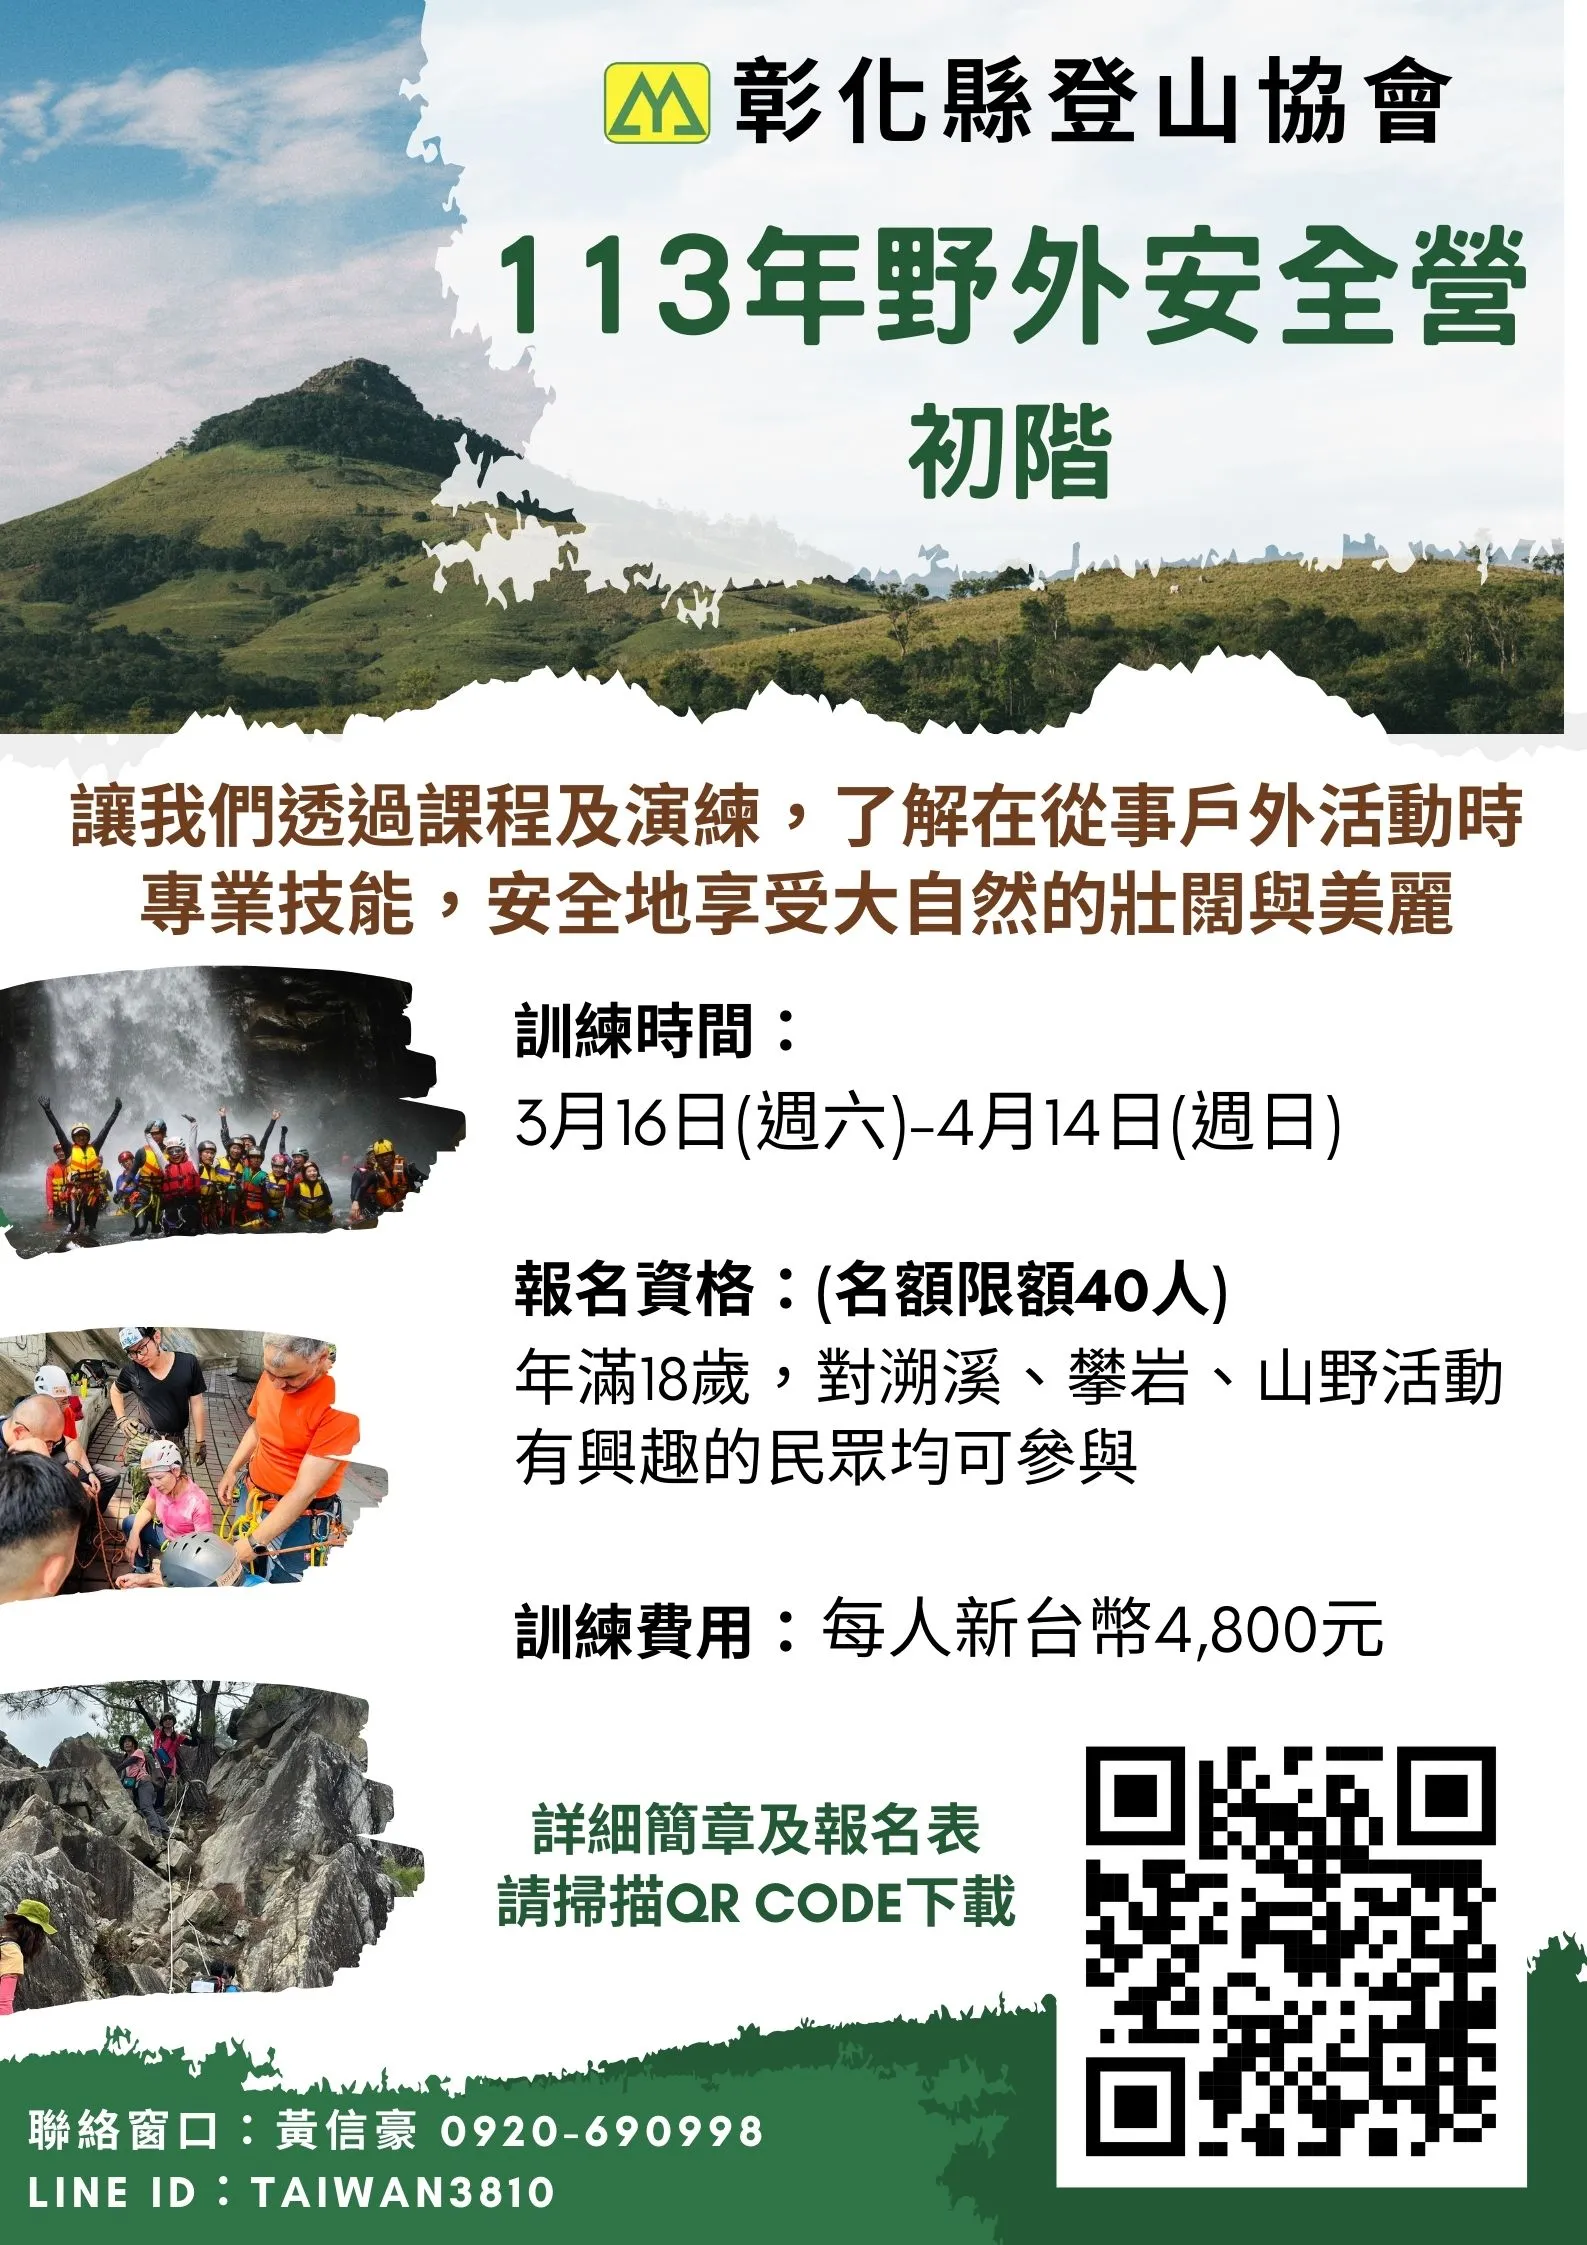 彰化縣登山協會
113年野外安全營
初階
讓我們透過課程及演練，了解在從事戶外活動時
專業技能，安全地享受大自然的壯闊與美麗
訓練時間：
3月16日(週六)-4月14日(週日)
報名資格：(名額限額40人)
年滿18歲，對溯溪、攀岩、山野活動
有興趣的民眾均可參與
訓練費用：每人新台幣4,800元
詳細簡章及報名表
請掃描QR CODE下載
聯絡窗口：黃信豪 0920-690998
LINE ID：TAIWAN3810